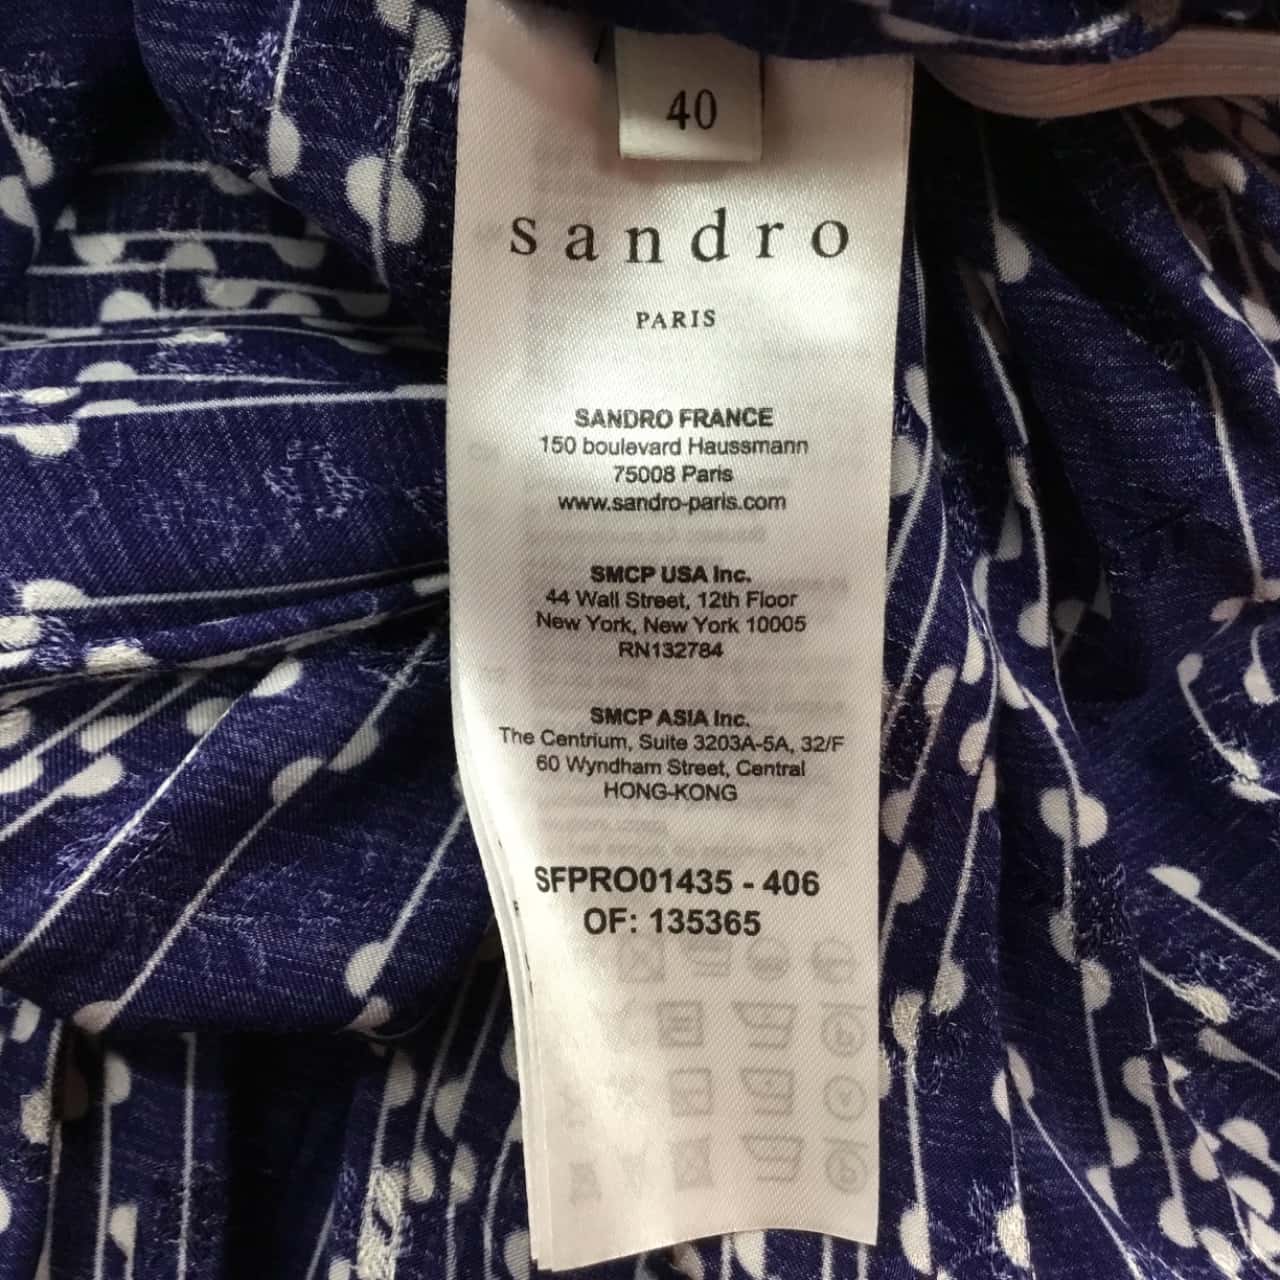 40
sandro
PARIS
SANDRO FRANCE
150 boulevard Haussmann
75008 Paris
www.sandro-paris.com
SMCP USA Inc.
44 Wall Street, 12th Floor
New York, New York 10005
RN132784
SMCP ASIA Inc.
The Centrium, Suite 3203A-5A, 32/F
60 Wyndham Street, Central
HONG-KONG
SFPRO01435 - 406
OF: 135365